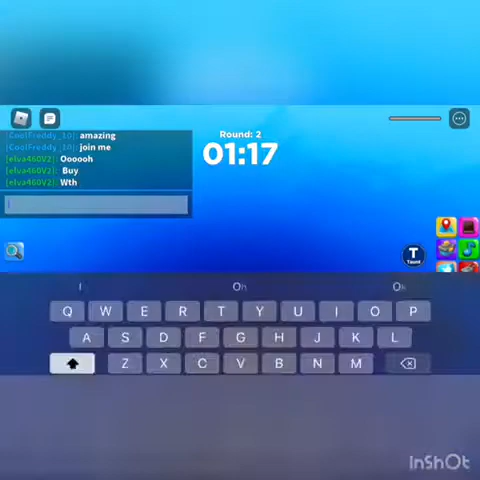 [CoolFreddy_10]: amazing
[CoolFreddy_10]: join me
[elva460V2]: Oooooh
[elva460V2]: Buy
[elva460V2]: Wth
Round: 2
01:17
T
Taunt
I
Oh
Ok
Q W E R T Y U I O P
A S D F G H J K L
Z X C V B N M
InShOt